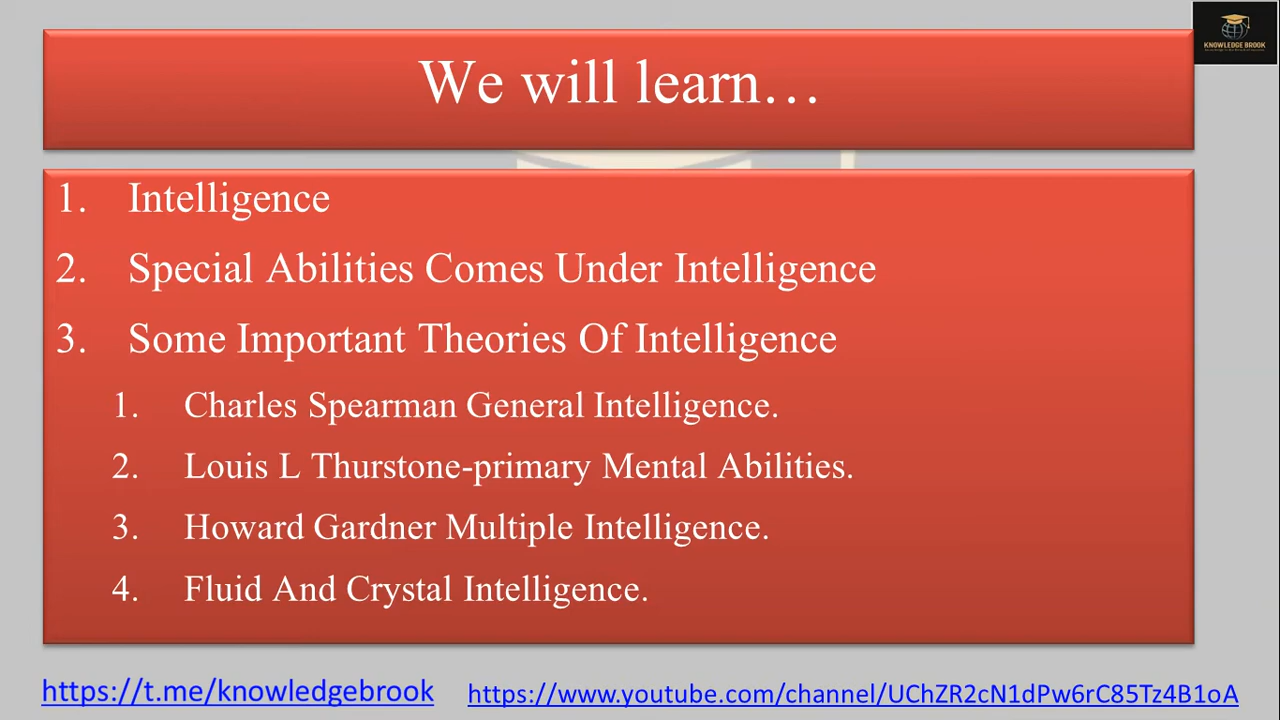 KNOWLEDGE BROOK
We will learn...
1. Intelligence
2. Special Abilities Comes Under Intelligence
3. Some Important Theories Of Intelligence
1. Charles Spearman General Intelligence.
2. Louis L Thurstone-primary Mental Abilities.
3. Howard Gardner Multiple Intelligence.
4. Fluid And Crystal Intelligence.
https://t.me/knowledgebrook
https://www.youtube.com/channel/UChZR2cN1dPw6rC85Tz4B1oA